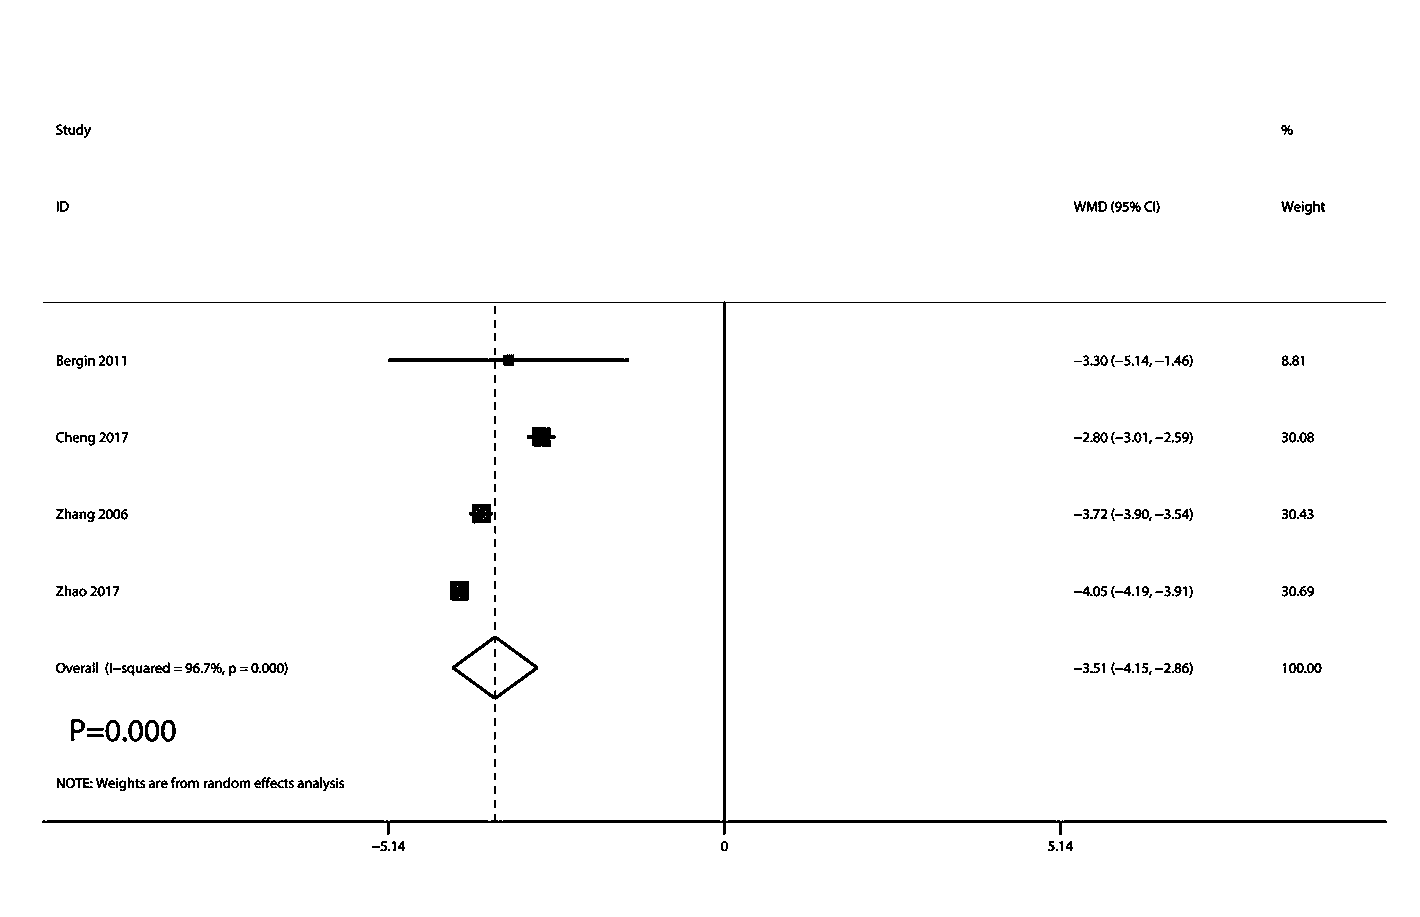 Study %
ID WMD (95% CI) Weight
Bergin 2011 −3.30 (−5.14, −1.46) 8.81
Cheng 2017 −2.80 (−3.01, −2.59) 30.08
Zhang 2006 −3.72 (−3.90, −3.54) 30.43
Zhao 2017 −4.05 (−4.19, −3.91) 30.69
Overall (I−squared = 96.7%, p = 0.000) −3.51 (−4.15, −2.86) 100.00
P=0.000
NOTE: Weights are from random effects analysis
−5.14 0 5.14